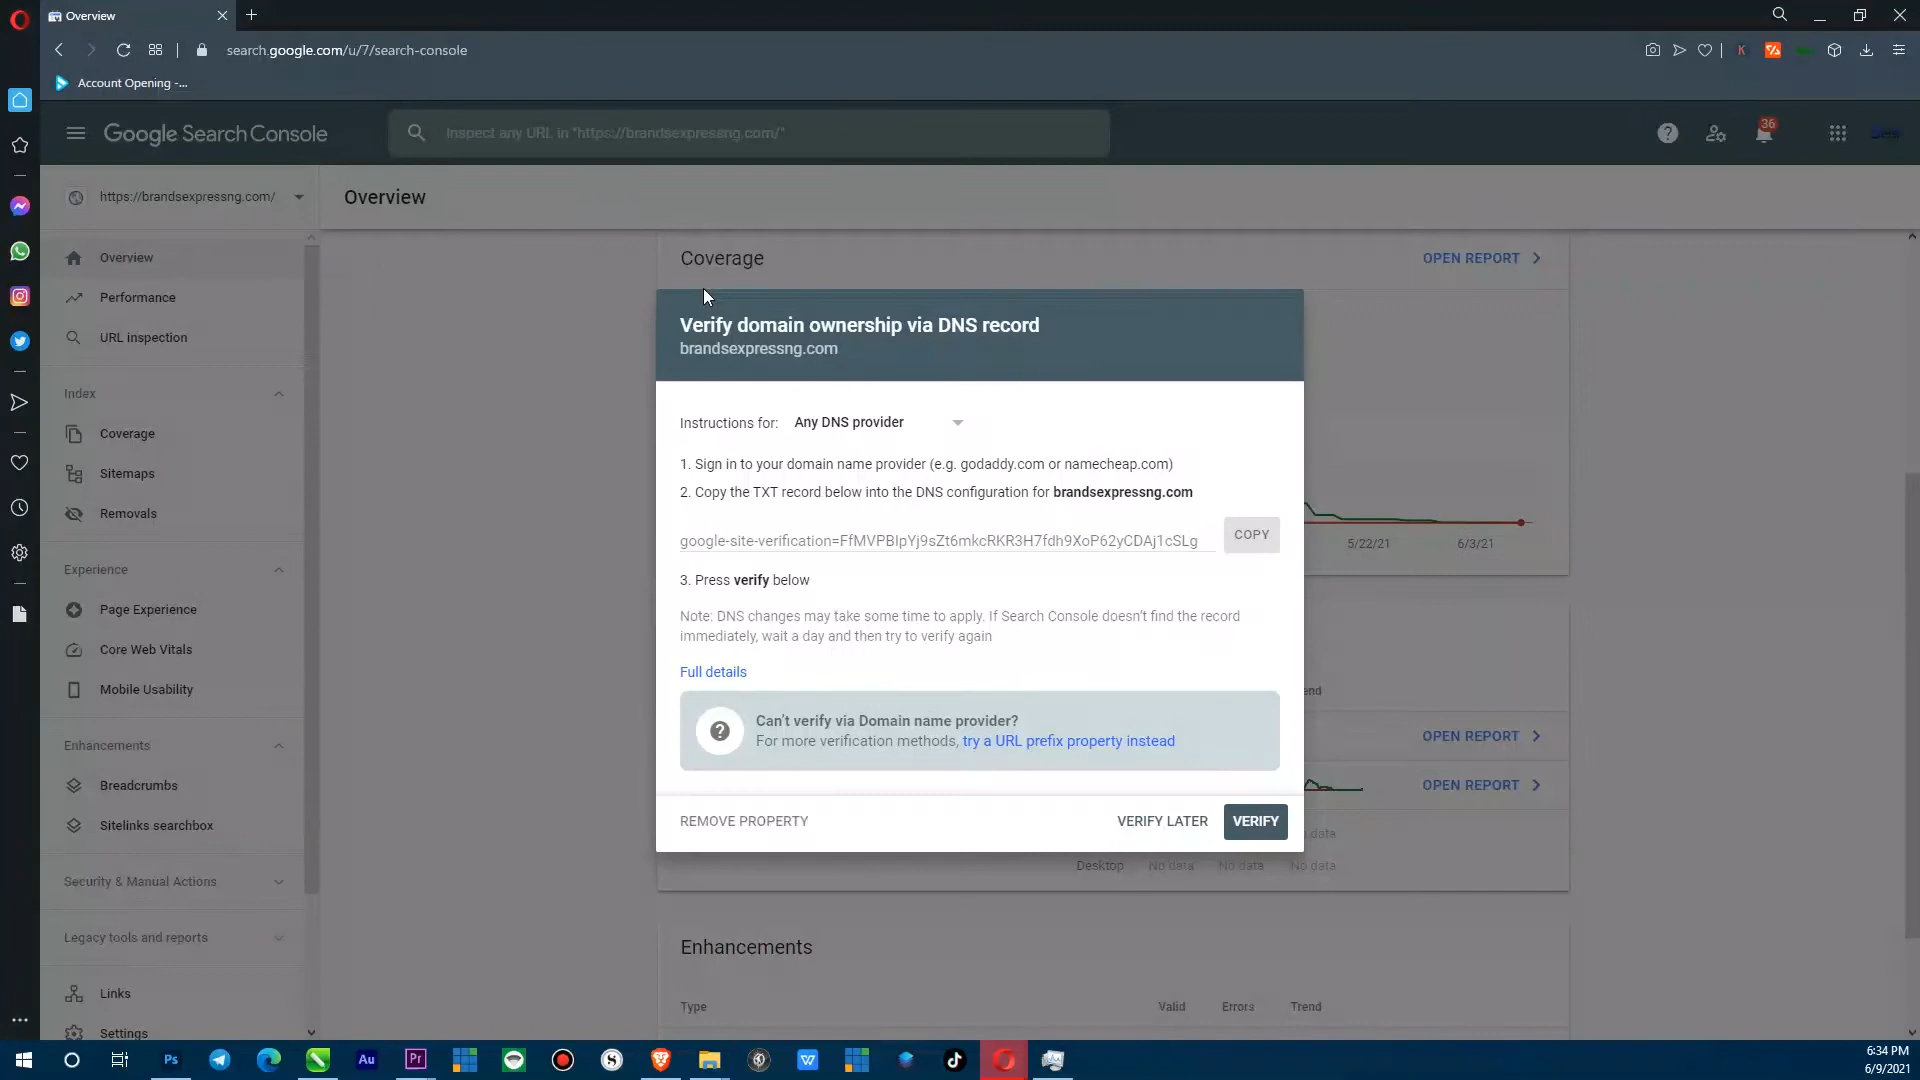 Overview
search.google.com/u/7/search-console
Account Opening -...
Google Search Console
Inspect any URL in "https://brandsexpressng.com/"
36
https://brandsexpressng.com/
Overview
Overview
Performance
URL inspection
Index
Coverage
Sitemaps
Removals
Experience
Page Experience
Core Web Vitals
Mobile Usability
Enhancements
Breadcrumbs
Sitelinks searchbox
Security & Manual Actions
Legacy tools and reports
Links
Settings
Coverage
OPEN REPORT
Verify domain ownership via DNS record
brandsexpressng.com
Instructions for: Any DNS provider
1. Sign in to your domain name provider (e.g. godaddy.com or namecheap.com)
2. Copy the TXT record below into the DNS configuration for brandsexpressng.com
google-site-verification=FfMVPBIpYj9sZt6mkcRKR3H7fdh9XoP62yCDAj1cSLg
COPY
3. Press verify below
Note: DNS changes may take some time to apply. If Search Console doesn't find the record
immediately, wait a day and then try to verify again
Full details
Can't verify via Domain name provider?
For more verification methods, try a URL prefix property instead
REMOVE PROPERTY
VERIFY LATER
VERIFY
5/22/21
6/3/21
end
OPEN REPORT
OPEN REPORT
data
Desktop No data No data No data
Enhancements
Type Valid Errors Trend
Ps
Au
Pr
6:34 PM
6/9/2021